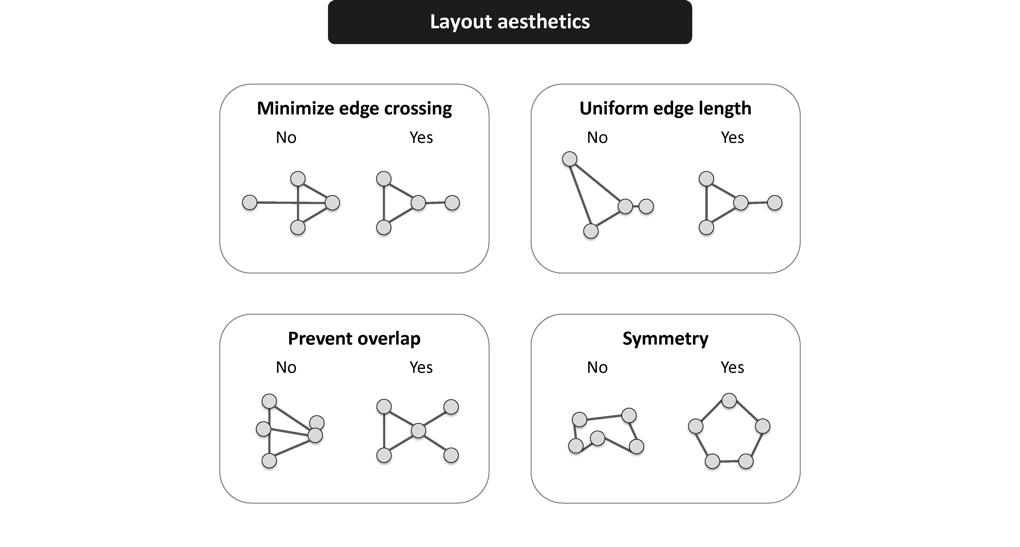 Layout aesthetics
Minimize edge crossing
No Yes
Uniform edge length
No Yes
Prevent overlap
No Yes
Symmetry
No Yes